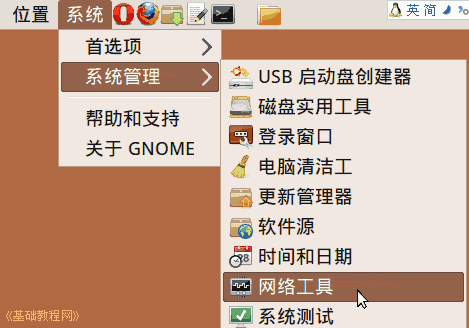 位置 系统 英 简
首选项
系统管理
帮助和支持
关于 GNOME
USB 启动盘创建器
磁盘实用工具
登录窗口
电脑清洁工
更新管理器
软件源
时间和日期
网络工具
系统测试
《基础教程网》